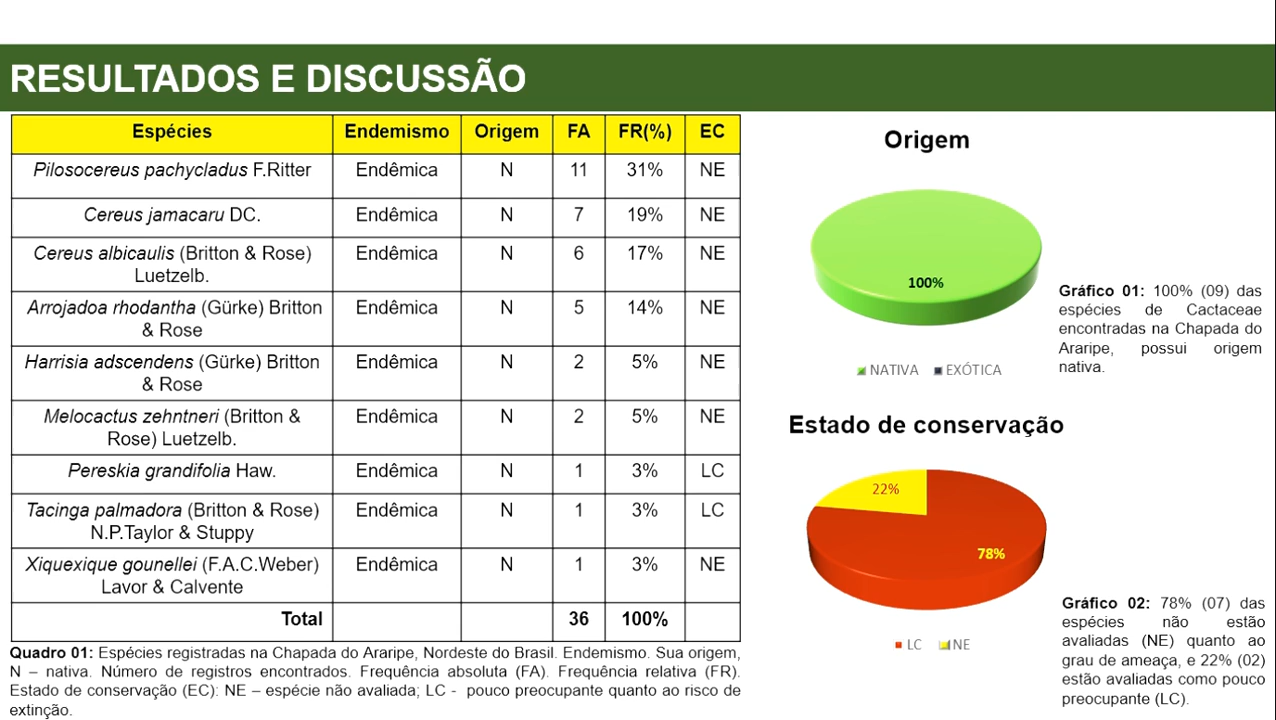 RESULTADOS E DISCUSSÃO
Espécies Endemismo Origem FA FR(%) EC
Pilosocereus pachycladus F.Ritter Endêmica N 11 31% NE
Cereus jamacaru DC. Endêmica N 7 19% NE
Cereus albicaulis (Britton & Rose) Endêmica N 6 17% NE
Luetzelb.
Arrojadoa rhodantha (Gürke) Britton Endêmica N 5 14% NE
& Rose
Harrisia adscendens (Gürke) Britton Endêmica N 2 5% NE
& Rose
Melocactus zehntneri (Britton & Endêmica N 2 5% NE
Rose) Luetzelb.
Pereskia grandifolia Haw. Endêmica N 1 3% LC
Tacinga palmadora (Britton & Rose) Endêmica N 1 3% LC
N.P.Taylor & Stuppy
Xiquexique gounellei (F.A.C.Weber) Endêmica N 1 3% NE
Lavor & Calvente
Total 36 100%
Quadro 01: Espécies registradas na Chapada do Araripe, Nordeste do Brasil. Endemismo. Sua origem,
N – nativa. Número de registros encontrados. Frequência absoluta (FA). Frequência relativa (FR).
Estado de conservação (EC): NE – espécie não avaliada; LC - pouco preocupante quanto ao risco de
extinção.
Origem
100%
NATIVA EXÓTICA
Gráfico 01: 100% (09) das
espécies de Cactaceae
encontradas na Chapada do
Araripe, possui origem
nativa.
Estado de conservação
22%
78%
LC NE
Gráfico 02: 78% (07) das
espécies não estão
avaliadas (NE) quanto ao
grau de ameaça, e 22% (02)
estão avaliadas como pouco
preocupante (LC).